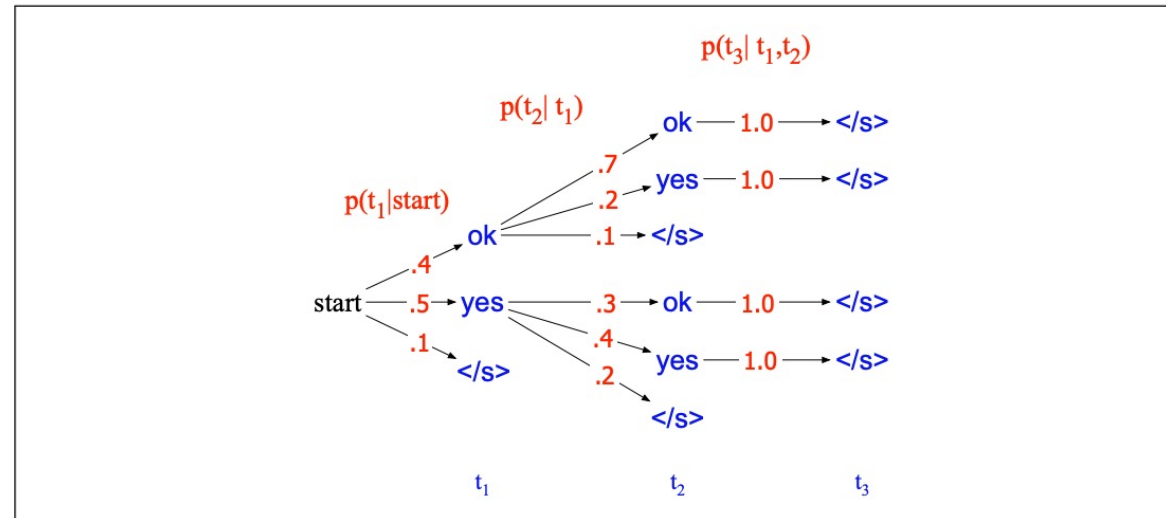 p(t₃| t₁,t₂)
p(t₂| t₁)
ok 1.0 </s>
.7
yes 1.0 </s>
.2
p(t₁|start)
ok .1 </s>
.4
start .5 yes .3 ok 1.0 </s>
.1 .4
</s> yes 1.0 </s>
.2
</s>
t₁ t₂ t₃